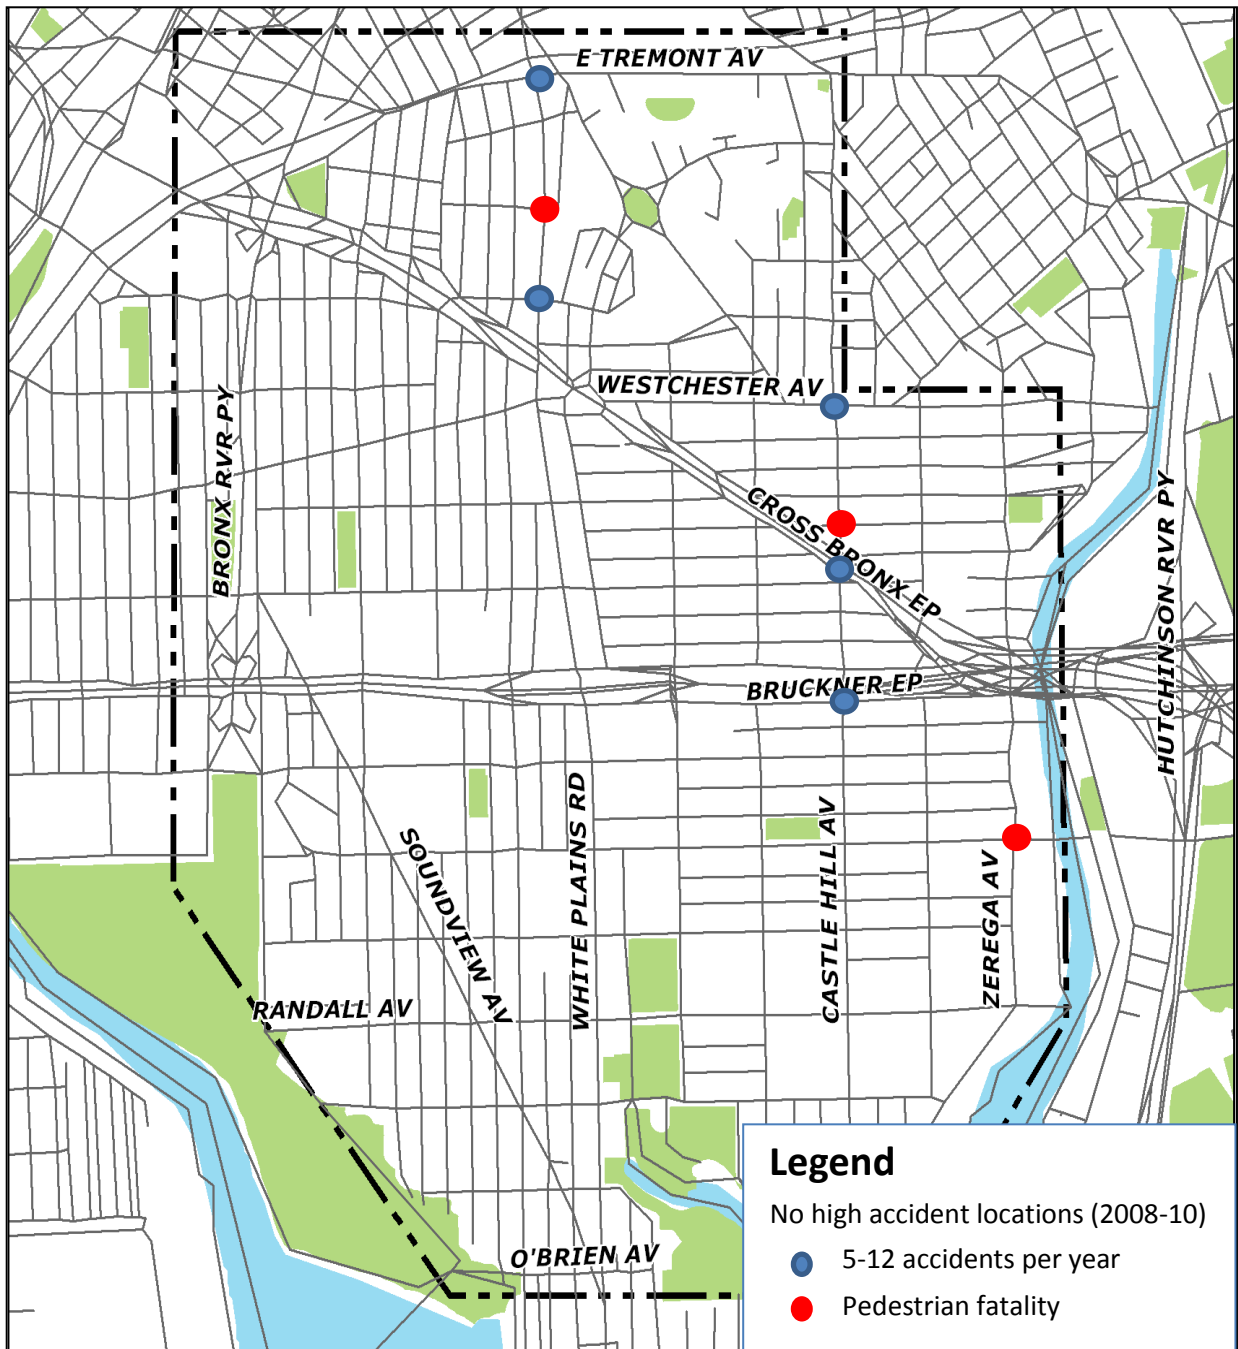 E TREMONT AV
WESTCHESTER AV
BRONX RVR PY
CROSS BRONX EP
HUTCHINSON RVR PY
BRUCKNER EP
SOUNDVIEW AV
WHITE PLAINS RD
CASTLE HILL AV
ZEREGA AV
RANDALL AV
O'BRIEN AV
Legend
No high accident locations (2008-10)
5-12 accidents per year
Pedestrian fatality